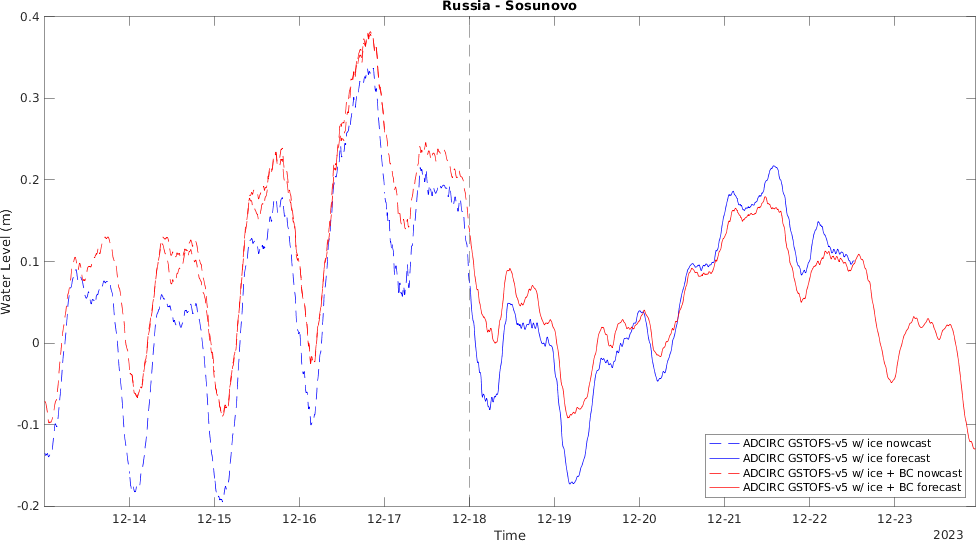 Russia - Sosunovo
0.4
0.3
0.2
0.1
0
-0.1
-0.2
Water Level (m)
12-14
12-15
12-16
12-17
12-18
12-19
12-20
12-21
12-22
12-23
Time
2023
ADCIRC GSTOFS-v5 w/ ice nowcast
ADCIRC GSTOFS-v5 w/ ice forecast
ADCIRC GSTOFS-v5 w/ ice + BC nowcast
ADCIRC GSTOFS-v5 w/ ice + BC forecast